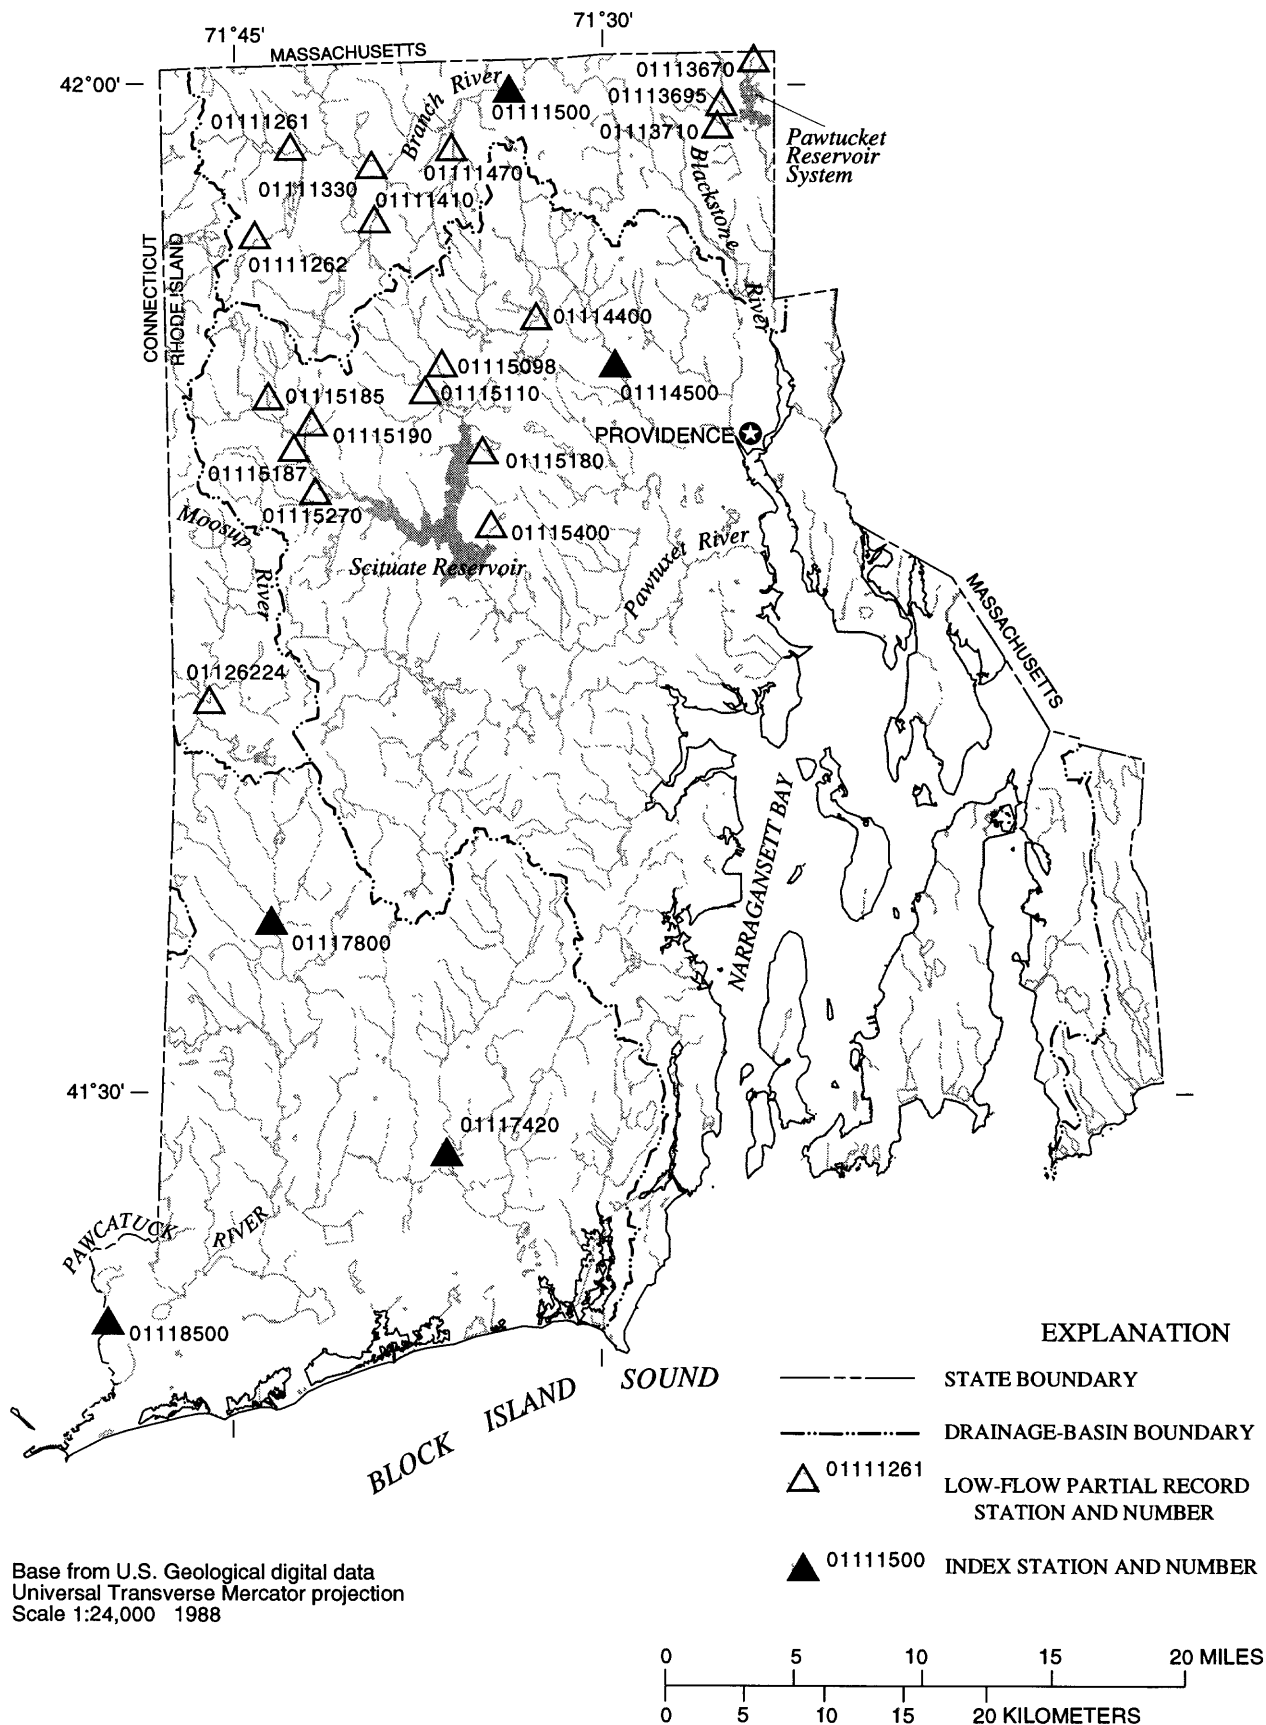 71°30'
71°45'
MASSACHUSETTS
42°00'
Branch River
01113670
01113695
01111500
01111261
01113710
Pawtucket
Reservoir
System
Blackstone
River
01111470
01111330
01111410
01111262
CONNECTICUT
RHODE ISLAND
01114400
01115098
01115110
01114500
01115185
01115190
PROVIDENCE
01115180
01115187
01115270
Moosup
River
01115400
Scituate Reservoir
Pawtuxet River
MASSACHUSETTS
01126224
NARRAGANSETT BAY
01117800
41°30'
01117420
PAWCATUCK
RIVER
01118500
BLOCK ISLAND SOUND
EXPLANATION
STATE BOUNDARY
DRAINAGE-BASIN BOUNDARY
01111261 LOW-FLOW PARTIAL RECORD
STATION AND NUMBER
01111500 INDEX STATION AND NUMBER
Base from U.S. Geological digital data
Universal Transverse Mercator projection
Scale 1:24,000 1988
0 5 10 15 20 MILES
0 5 10 15 20 KILOMETERS